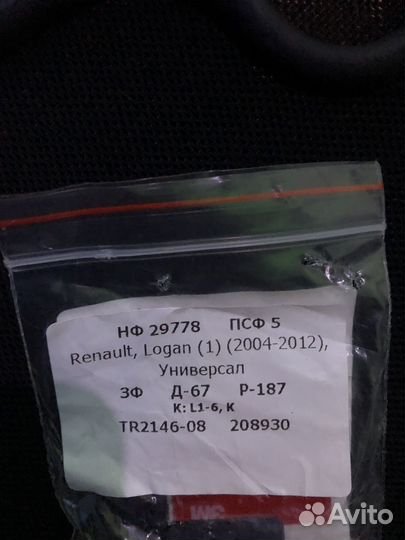 НФ 29778 ПСФ 5
Renault, Logan (1) (2004-2012),
Универсал
ЗФ Д-67 Р-187
K: L1-6, K
TR2146-08 208930
3M
Avito